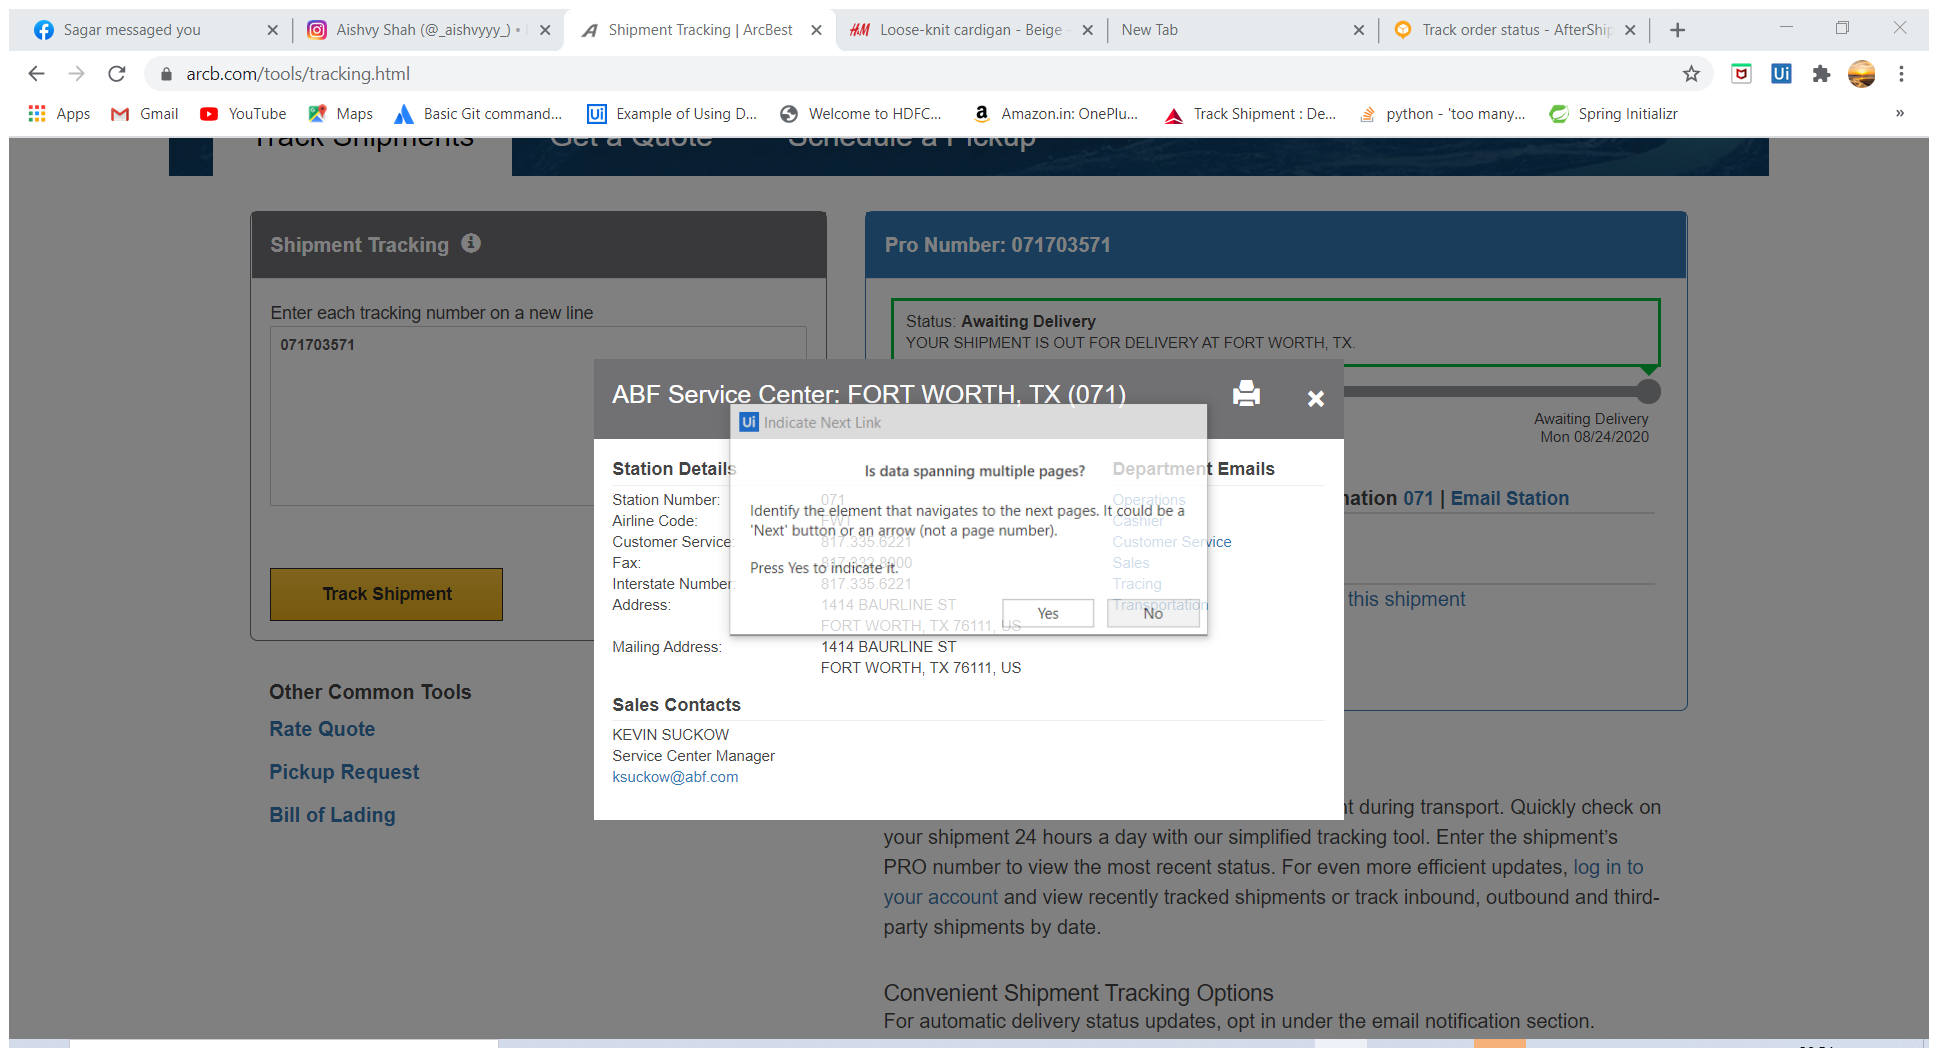 Sagar messaged you
Aishvy Shah (@_aishvyyy_) •
Shipment Tracking | ArcBest
H&M Loose-knit cardigan - Beige
New Tab
Track order status - AfterShip
arcb.com/tools/tracking.html
Ui
Apps
Gmail
YouTube
Maps
Basic Git command...
Ui Example of Using D...
Welcome to HDFC...
a Amazon.in: OnePlu...
Track Shipment : De...
python - 'too many...
Spring Initializr
»
Track Shipments
Get a Quote
Schedule a Pickup
Shipment Tracking
Enter each tracking number on a new line
071703571
Track Shipment
Other Common Tools
Rate Quote
Pickup Request
Bill of Lading
Pro Number: 071703571
Status: Awaiting Delivery
YOUR SHIPMENT IS OUT FOR DELIVERY AT FORT WORTH, TX.
Awaiting Delivery
Mon 08/24/2020
071 | Email Station
this shipment
ABF Service Center: FORT WORTH, TX (071)
Station Details
Station Number: 071
Airline Code:
Customer Service: 817.335.6221
Fax: 817.332.8000
Interstate Number: 817.335.6221
Address: 1414 BAURLINE ST
FORT WORTH, TX 76111, US
Mailing Address: 1414 BAURLINE ST
FORT WORTH, TX 76111, US
Department Emails
Operations
Cashier
Customer Service
Sales
Tracing
Transportation
Sales Contacts
KEVIN SUCKOW
Service Center Manager
ksuckow@abf.com
Ui Indicate Next Link
Is data spanning multiple pages?
Identify the element that navigates to the next pages. It could be a
'Next' button or an arrow (not a page number).
Press Yes to indicate it.
Yes
No
during transport. Quickly check on
your shipment 24 hours a day with our simplified tracking tool. Enter the shipment's
PRO number to view the most recent status. For even more efficient updates, log in to
your account and view recently tracked shipments or track inbound, outbound and third-
party shipments by date.
Convenient Shipment Tracking Options
For automatic delivery status updates, opt in under the email notification section.